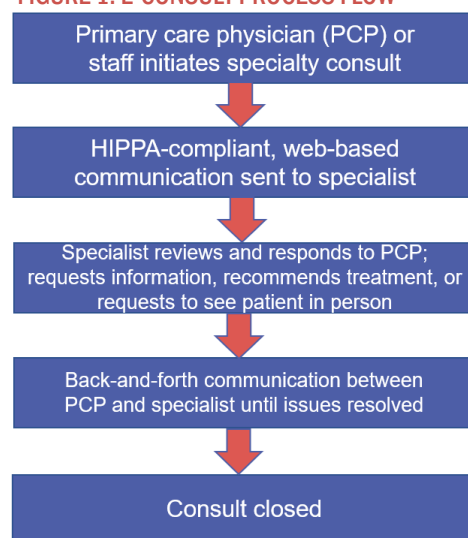 FIGURE 1. E-CONSULT PROCESS FLOW
Primary care physician (PCP) or
staff initiates specialty consult
HIPPA-compliant, web-based
communication sent to specialist
Specialist reviews and responds to PCP;
requests information, recommends treatment, or
requests to see patient in person
Back-and-forth communication between
PCP and specialist until issues resolved
Consult closed